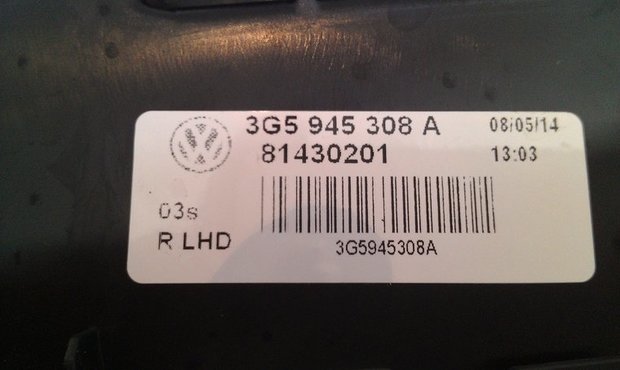 3G5 945 308 A 08/05/14
81430201 13:03
03s
R LHD
3G5945308A